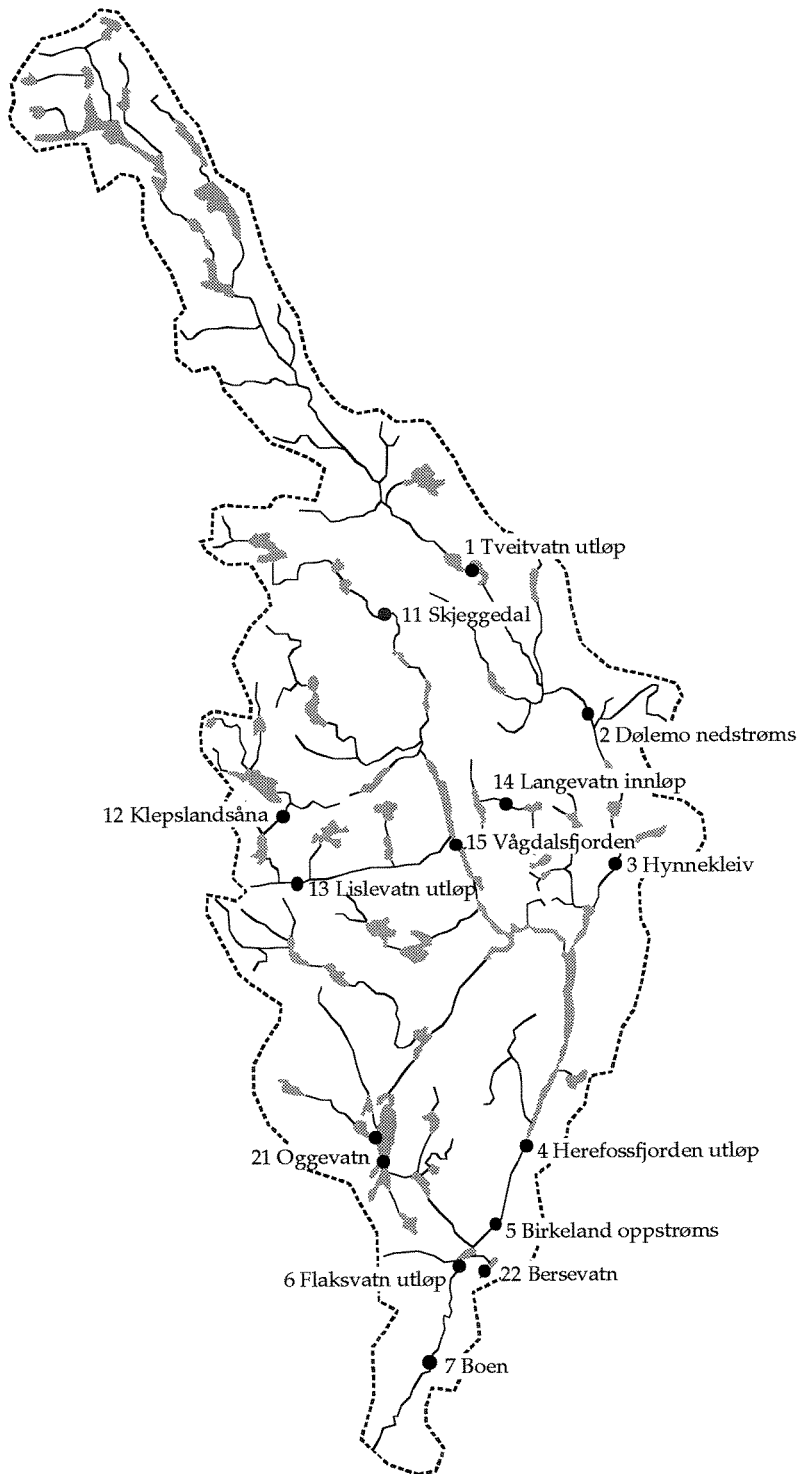 1 Tveitvatn utløp
11 Skjeggedal
2 Dølemo nedstrøms
14 Langevatn innløp
12 Klepslandsåna
15 Vågdalsfjorden
3 Hynnekleiv
13 Lislevatn utløp
4 Herefossfjorden utløp
21 Oggevatn
5 Birkeland oppstrøms
6 Flaksvatn utløp
22 Bersevatn
7 Boen